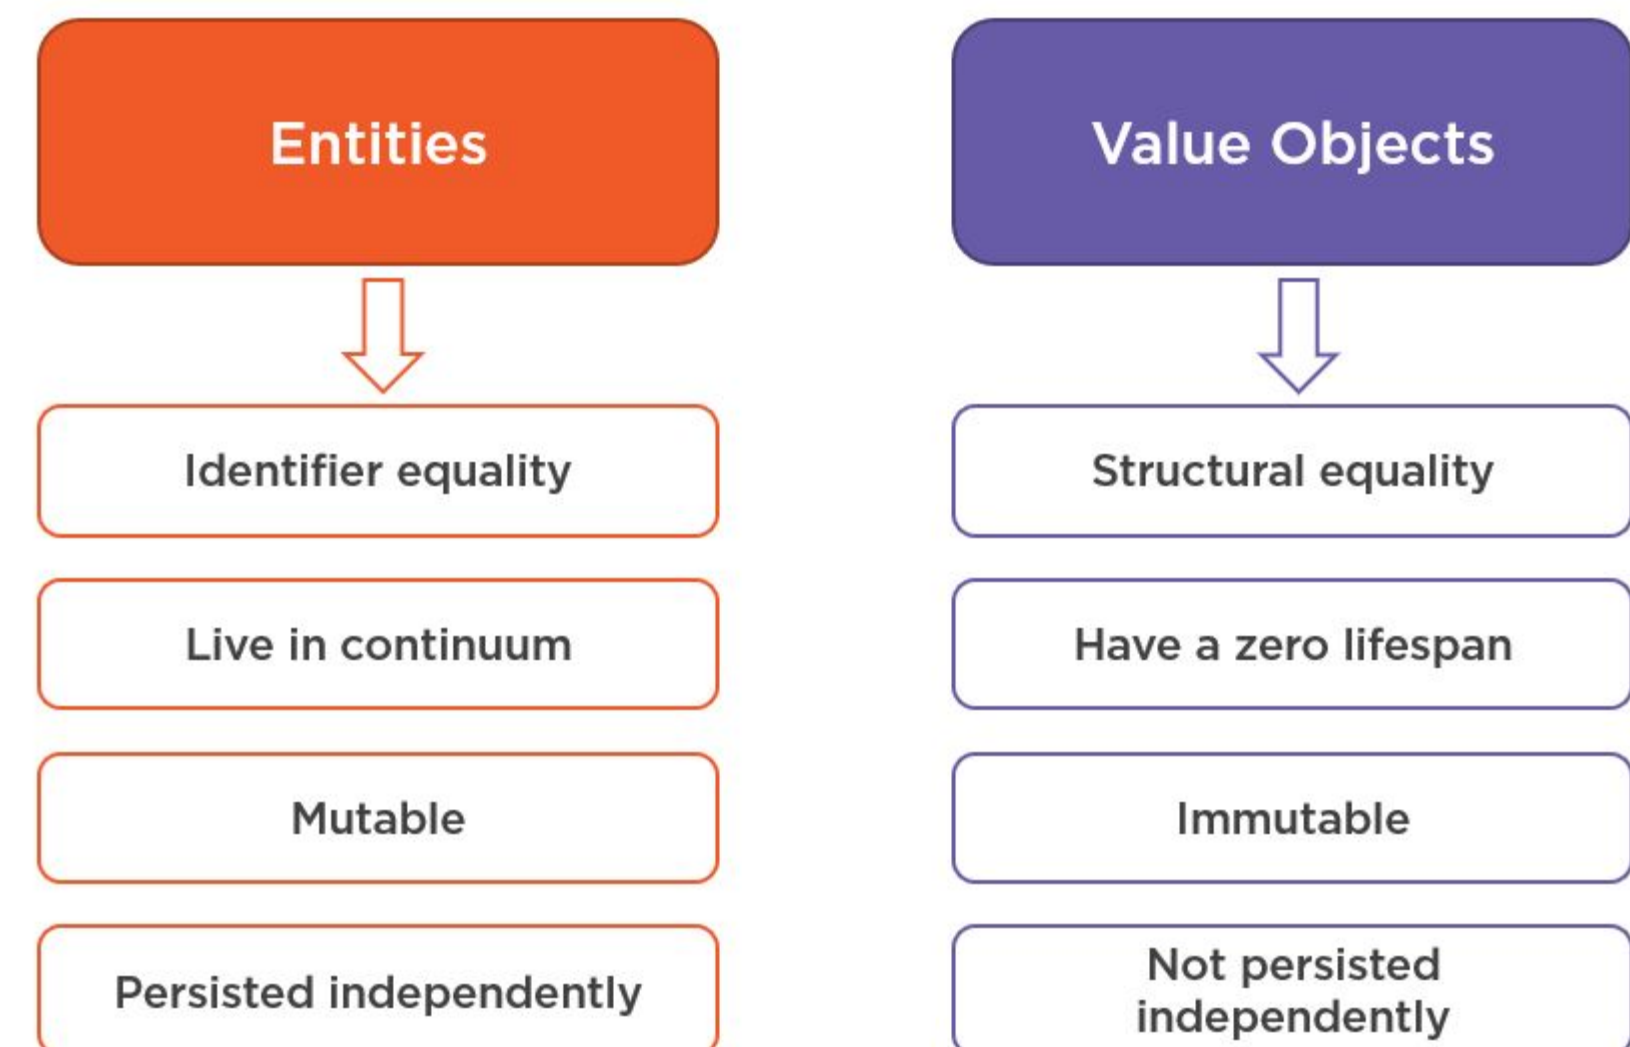 Entities
Identifier equality
Live in continuum
Mutable
Persisted independently
Value Objects
Structural equality
Have a zero lifespan
Immutable
Not persisted
independently